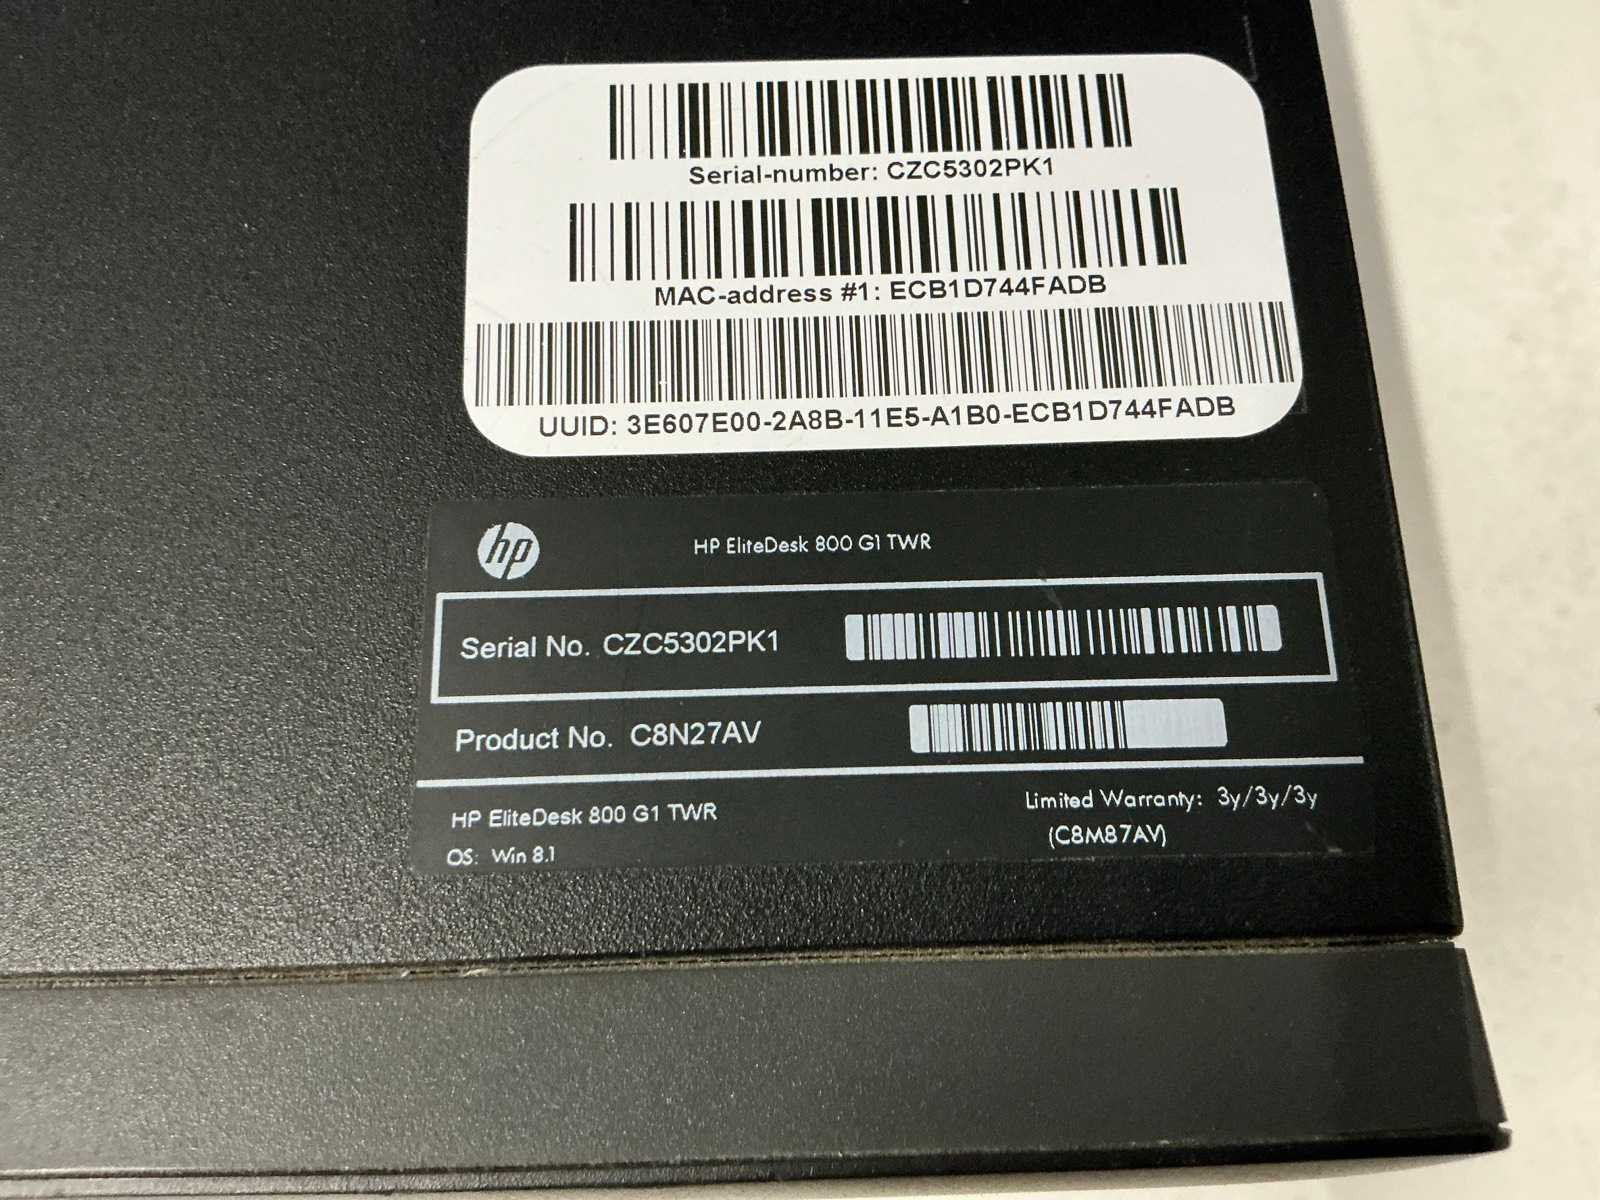 Serial-number: CZC5302PK1
MAC-address #1: ECB1D744FADB
UUID: 3E607E00-2A8B-11E5-A1B0-ECB1D744FADB
hp
HP EliteDesk 800 G1 TWR
Serial No. CZC5302PK1
Product No. C8N27AV
HP EliteDesk 800 G1 TWR
Limited Warranty: 3y/3y/3y
(C8M87AV)
OS: Win 8.1